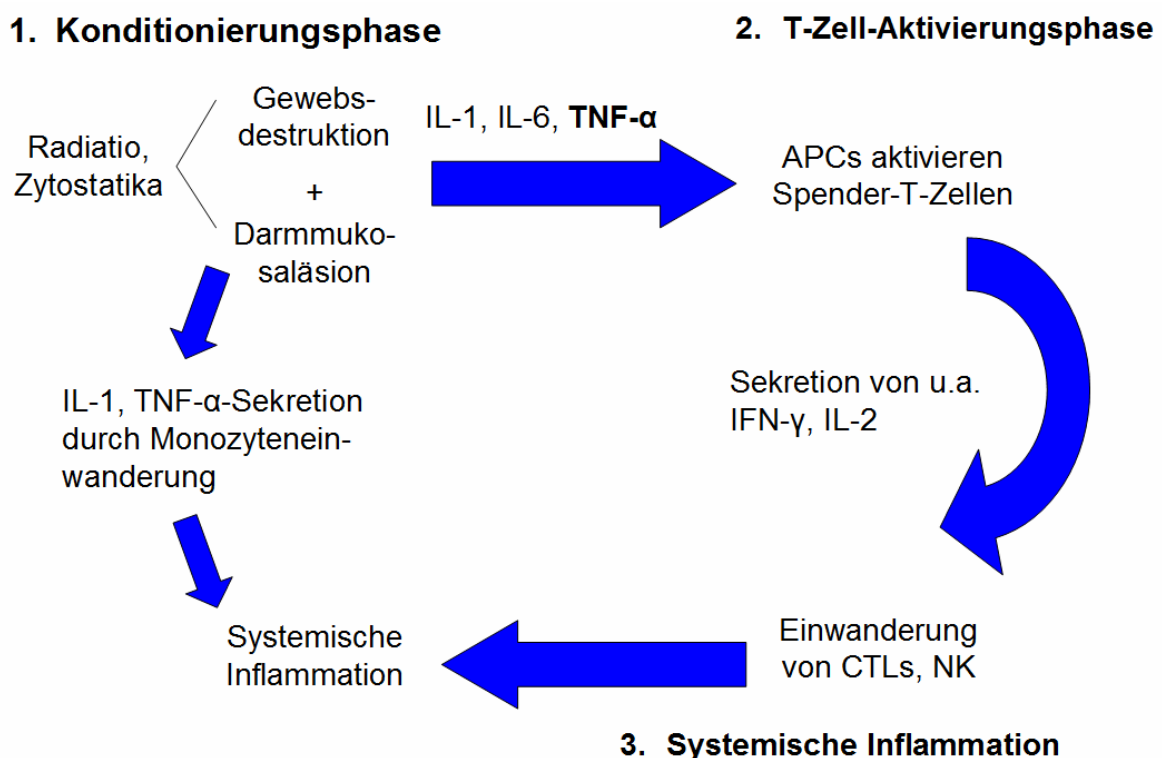 1. Konditionierungsphase
2. T-Zell-Aktivierungsphase
Radiatio,
Zytostatika
Gewebs-
destruktion
+
Darmmuko-
saläsion
IL-1, IL-6, TNF-α
APCs aktivieren
Spender-T-Zellen
Sekretion von u.a.
IFN-γ, IL-2
IL-1, TNF-α-Sekretion
durch Monozytenein-
wanderung
Systemische
Inflammation
Einwanderung
von CTLs, NK
3. Systemische Inflammation